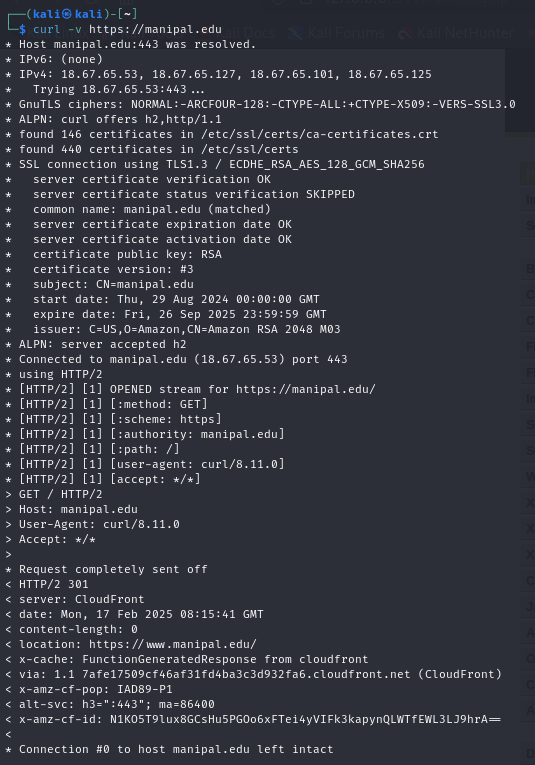 (kali㉿kali)-[~]
$ curl -v https://manipal.edu
* Host manipal.edu:443 was resolved.
* IPv6: (none)
* IPv4: 18.67.65.53, 18.67.65.127, 18.67.65.101, 18.67.65.125
*   Trying 18.67.65.53:443...
* GnuTLS ciphers: NORMAL:-ARCFOUR-128:-CTYPE-ALL:+CTYPE-X509:-VERS-SSL3.0
* ALPN: curl offers h2,http/1.1
* found 146 certificates in /etc/ssl/certs/ca-certificates.crt
* found 440 certificates in /etc/ssl/certs
* SSL connection using TLS1.3 / ECDHE_RSA_AES_128_GCM_SHA256
*   server certificate verification OK
*   server certificate status verification SKIPPED
*   common name: manipal.edu (matched)
*   server certificate expiration date OK
*   server certificate activation date OK
*   certificate public key: RSA
*   certificate version: #3
*   subject: CN=manipal.edu
*   start date: Thu, 29 Aug 2024 00:00:00 GMT
*   expire date: Fri, 26 Sep 2025 23:59:59 GMT
*   issuer: C=US,O=Amazon,CN=Amazon RSA 2048 M03
* ALPN: server accepted h2
* Connected to manipal.edu (18.67.65.53) port 443
* using HTTP/2
* [HTTP/2] [1] OPENED stream for https://manipal.edu/
* [HTTP/2] [1] [:method: GET]
* [HTTP/2] [1] [:scheme: https]
* [HTTP/2] [1] [:authority: manipal.edu]
* [HTTP/2] [1] [:path: /]
* [HTTP/2] [1] [user-agent: curl/8.11.0]
* [HTTP/2] [1] [accept: */*]
> GET / HTTP/2
> Host: manipal.edu
> User-Agent: curl/8.11.0
> Accept: */*
>
* Request completely sent off
< HTTP/2 301
< server: CloudFront
< date: Mon, 17 Feb 2025 08:15:41 GMT
< content-length: 0
< location: https://www.manipal.edu/
< x-cache: FunctionGeneratedResponse from cloudfront
< via: 1.1 7afe17509cf46af31fd4ba3c3d932fa6.cloudfront.net (CloudFront)
< x-amz-cf-pop: IAD89-P1
< alt-svc: h3=":443"; ma=86400
< x-amz-cf-id: N1KO5T9lux8GCsHu5PGOo6xFTei4yVIFk3kapynQLWTfEWL3LJ9hrA==
<
* Connection #0 to host manipal.edu left intact